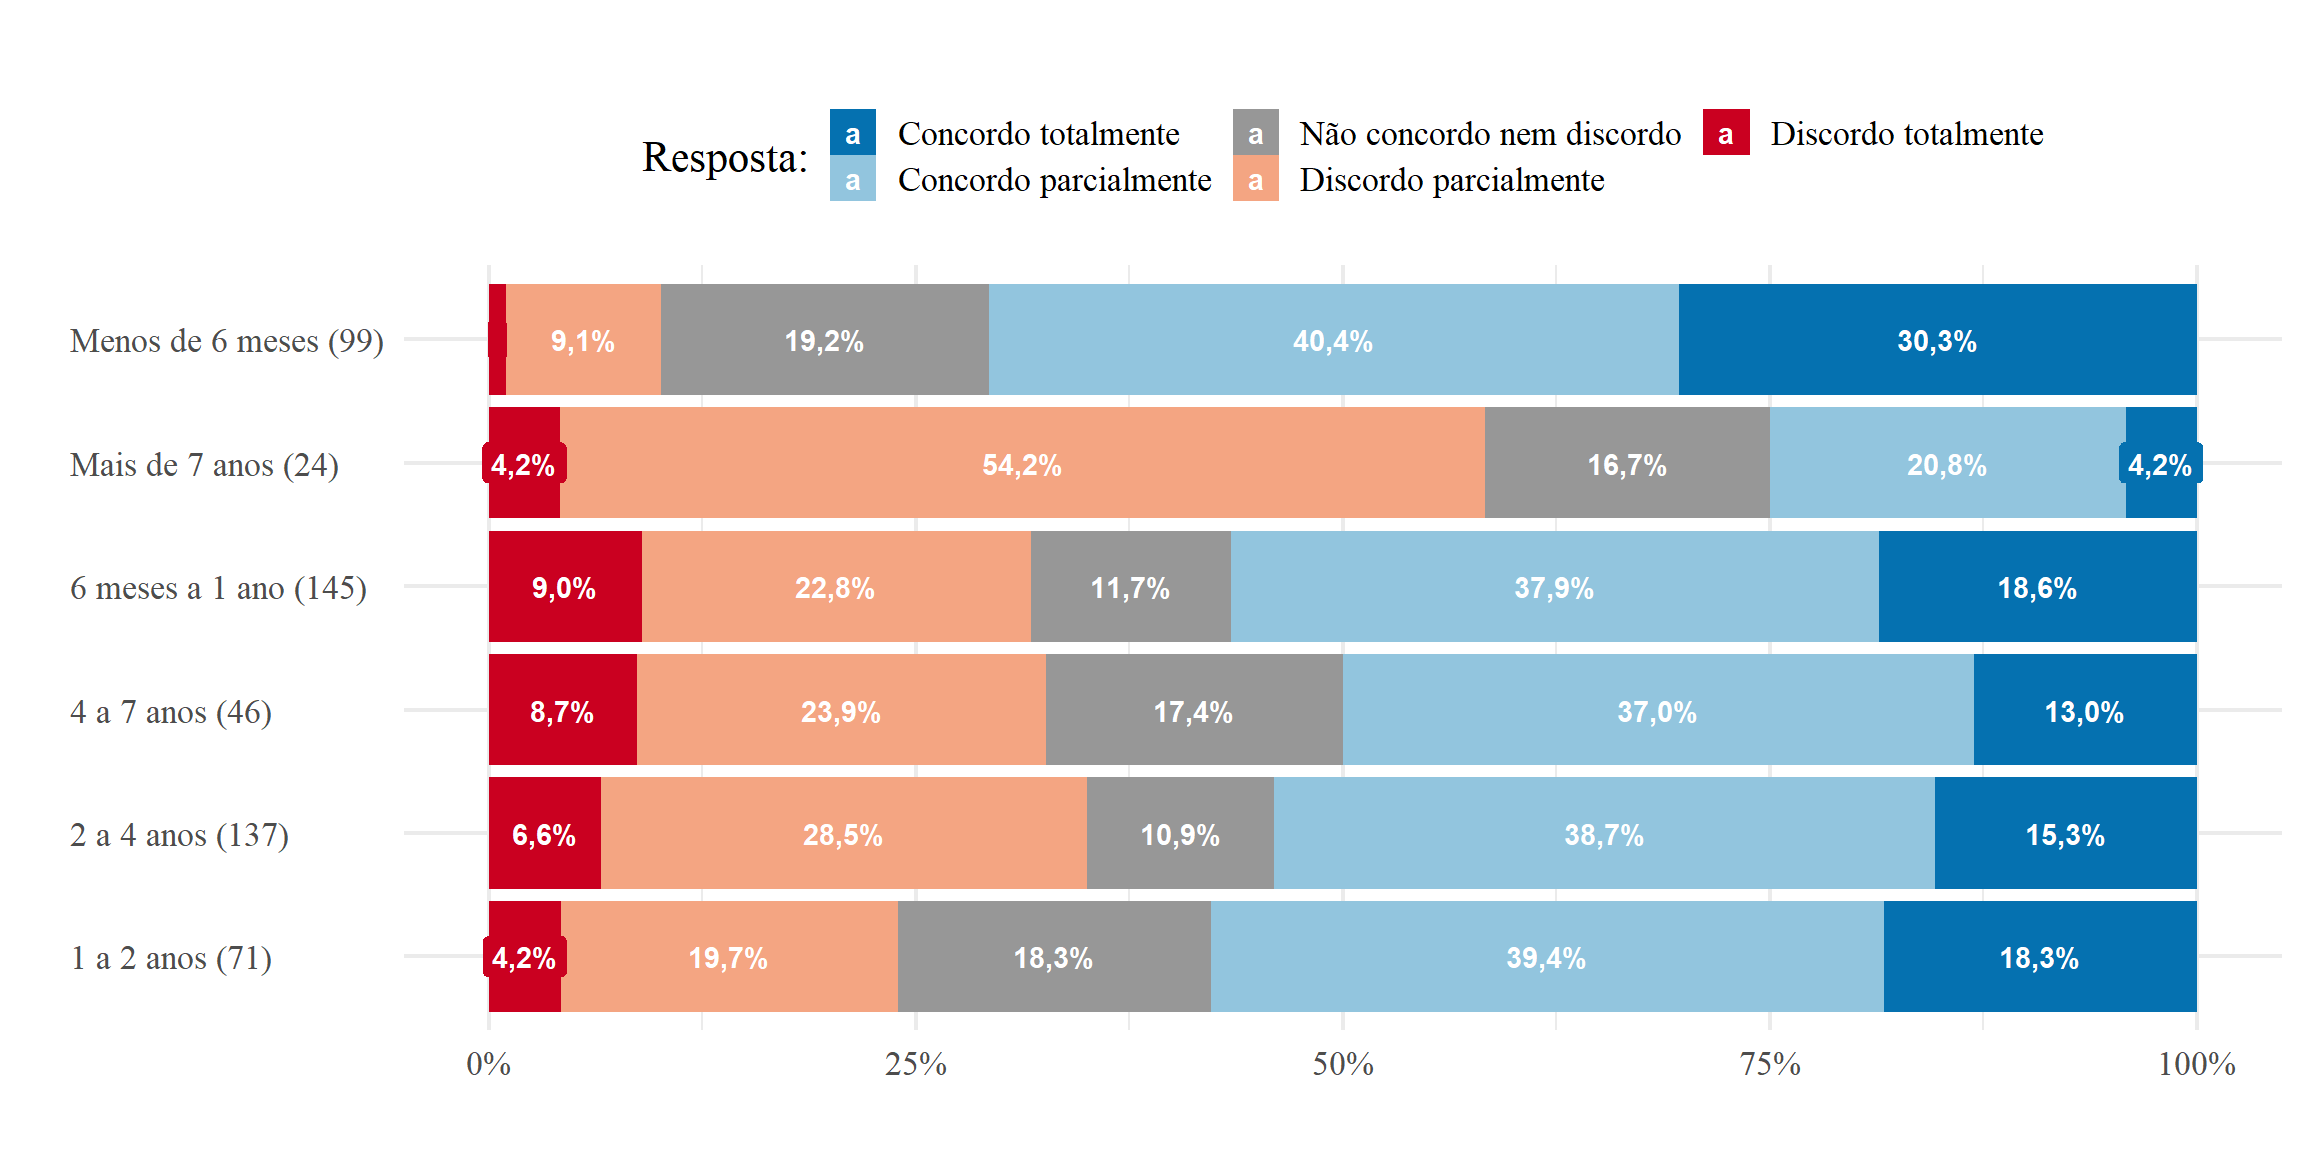 Resposta:
a Concordo totalmente a Não concordo nem discordo a Discordo totalmente
a Concordo parcialmente a Discordo parcialmente
Menos de 6 meses (99) 9,1% 19,2% 40,4% 30,3%
Mais de 7 anos (24) 4,2% 54,2% 16,7% 20,8% 4,2%
6 meses a 1 ano (145) 9,0% 22,8% 11,7% 37,9% 18,6%
4 a 7 anos (46) 8,7% 23,9% 17,4% 37,0% 13,0%
2 a 4 anos (137) 6,6% 28,5% 10,9% 38,7% 15,3%
1 a 2 anos (71) 4,2% 19,7% 18,3% 39,4% 18,3%
0% 25% 50% 75% 100%